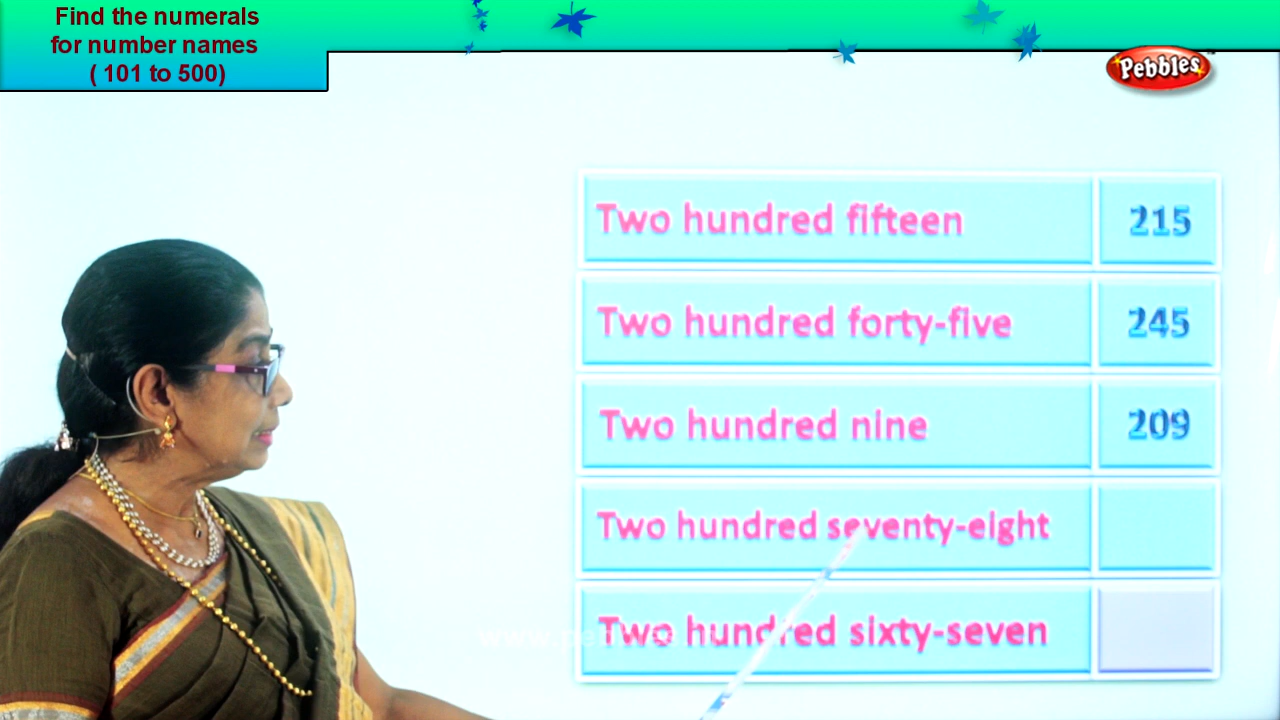 Find the numerals
for number names
( 101 to 500)
Pebbles
Two hundred fifteen 215
Two hundred forty-five 245
Two hundred nine 209
Two hundred seventy-eight
Two hundred sixty-seven